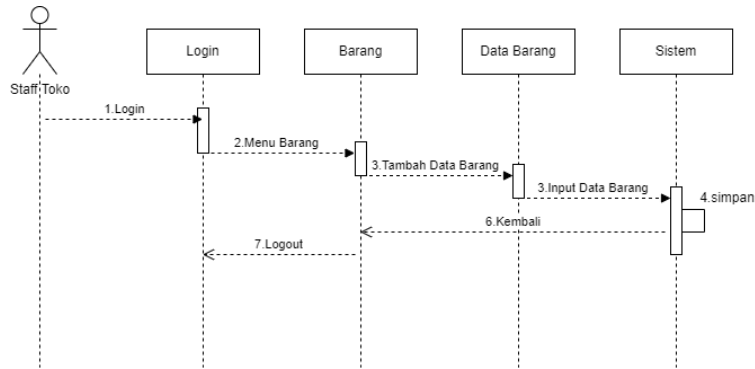 Login
Barang
Data Barang
Sistem
Staff Toko
1.Login
2.Menu Barang
3.Tambah Data Barang
3.Input Data Barang
4.simpan
6.Kembali
7.Logout